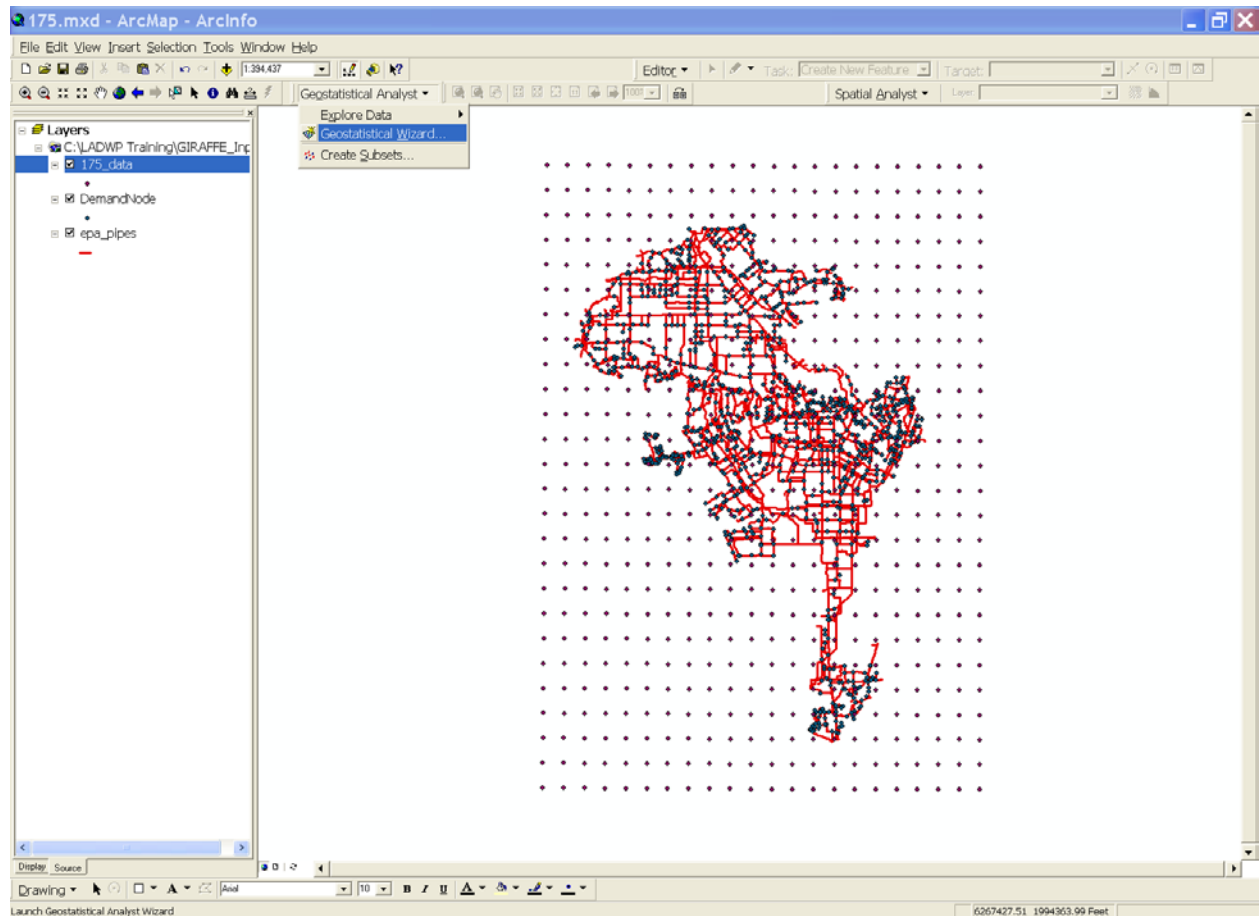 175.mxd - ArcMap - ArcInfo
File Edit View Insert Selection Tools Window Help
1:394,437 Editor Task: Create New Feature Target:
Geostatistical Analyst 100% Spatial Analyst Layer:
Explore Data
Geostatistical Wizard...
Create Subsets...
Layers
C:\LADWP Training\GIRAFFE_Inp
175_data
DemandNode
epa_pipes
Display Source
Drawing Arial 10 B I U A
Launch Geostatistical Analyst Wizard 6267427.51 1994363.99 Feet